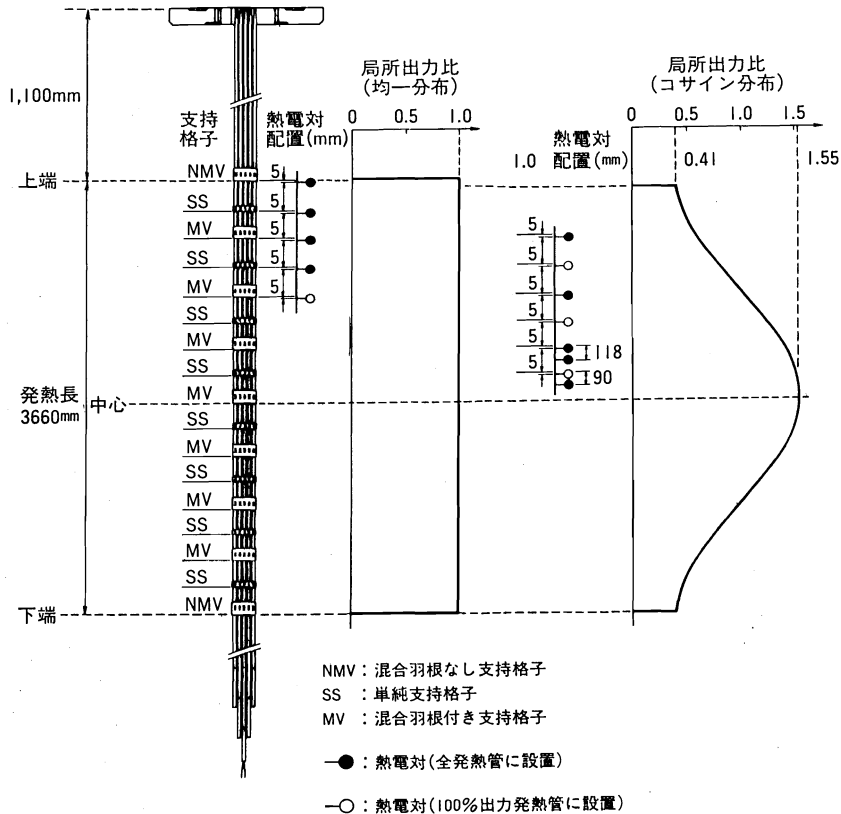 1,100mm
支持
格子
熱電対
配置(mm)
局所出力比
(均一分布)
0 0.5 1.0
局所出力比
(コサイン分布)
0 0.5 1.0 1.5
熱電対
1.0 配置(mm)
0.41
1.55
上端
NMV
SS
MV
SS
MV
SS
MV
SS
MV
SS
MV
SS
MV
SS
MV
SS
NMV
5
5
5
5
5
5
5
5
5
5
5
118
90
発熱長
3660mm
中心
下端
NMV:混合羽根なし支持格子
SS:単純支持格子
MV:混合羽根付き支持格子
:熱電対(全発熱管に設置)
:熱電対(100%出力発熱管に設置)